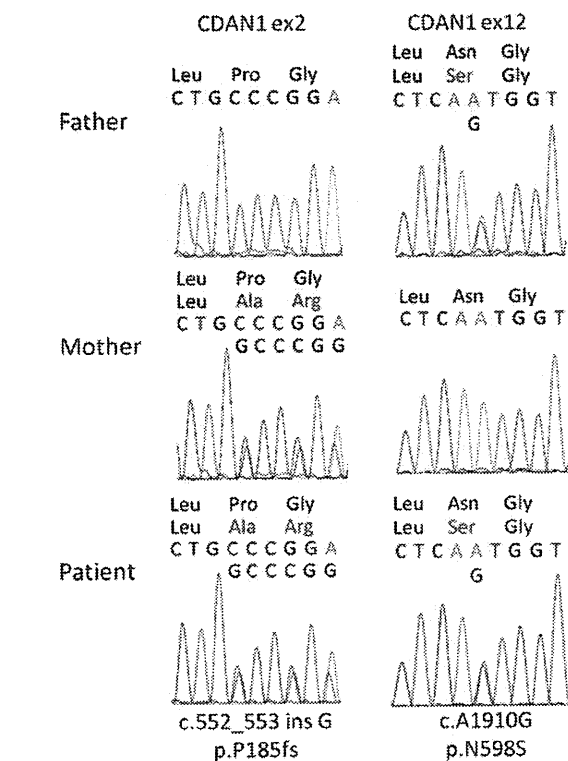 CDAN1 ex2
CDAN1 ex12
Father
Leu Pro Gly
C T G C C C G G A
Leu Asn Gly
Leu Ser Gly
C T C A A T G G T
G
Mother
Leu Pro Gly
Leu Ala Arg
C T G C C C G G A
G C C C G G
Leu Asn Gly
C T C A A T G G T
Patient
Leu Pro Gly
Leu Ala Arg
C T G C C C G G A
G C C C G G
Leu Asn Gly
Leu Ser Gly
C T C A A T G G T
G
c.552_553 ins G
p.P185fs
c.A1910G
p.N598S